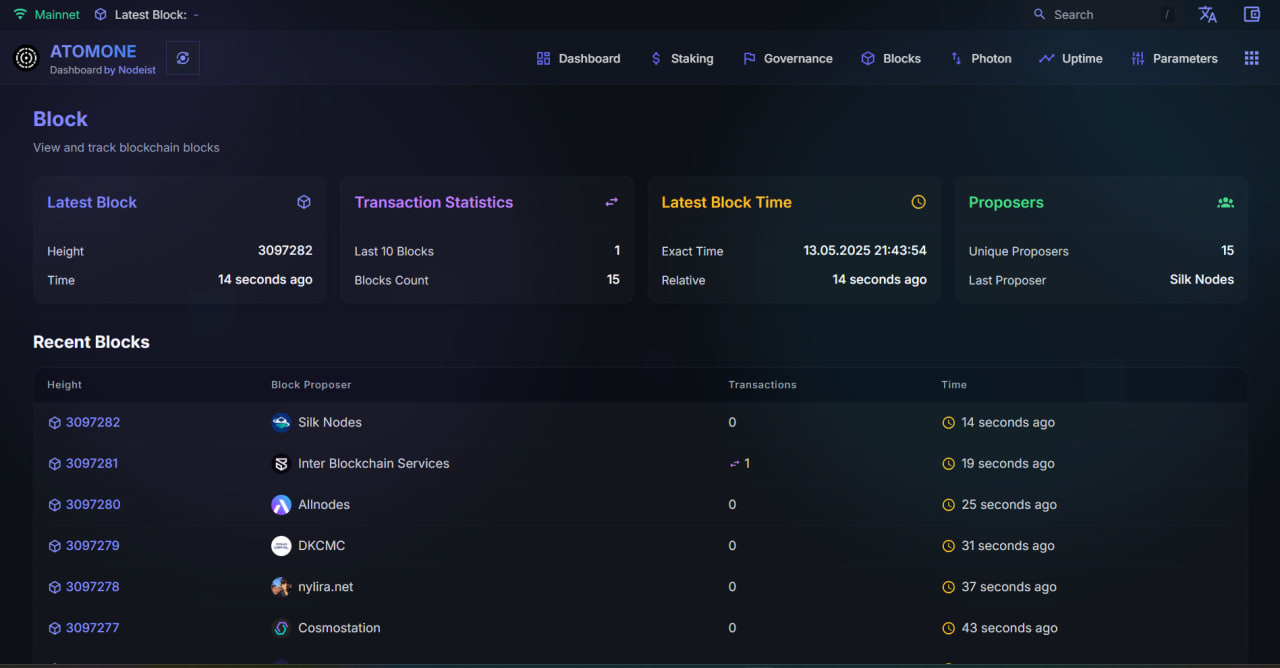 Mainnet Latest Block: - Search /
ATOMONE
Dashboard by Nodeist
Dashboard Staking Governance Blocks Photon Uptime Parameters
Block
View and track blockchain blocks
Latest Block
Height 3097282
Time 14 seconds ago
Transaction Statistics
Last 10 Blocks 1
Blocks Count 15
Latest Block Time
Exact Time 13.05.2025 21:43:54
Relative 14 seconds ago
Proposers
Unique Proposers 15
Last Proposer Silk Nodes
Recent Blocks
Height Block Proposer Transactions Time
3097282 Silk Nodes 0 14 seconds ago
3097281 Inter Blockchain Services 1 19 seconds ago
3097280 Allnodes 0 25 seconds ago
3097279 DKCMC 0 31 seconds ago
3097278 nylira.net 0 37 seconds ago
3097277 Cosmostation 0 43 seconds ago